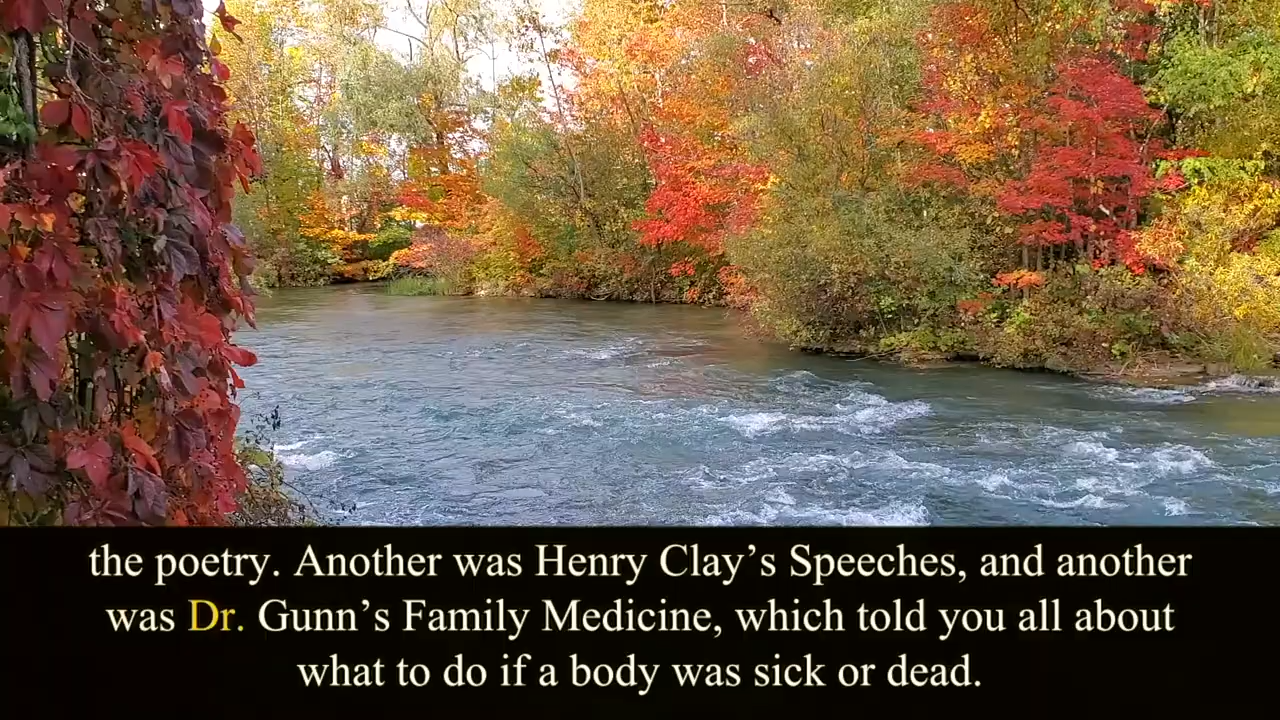 the poetry. Another was Henry Clay’s Speeches, and another
was Dr. Gunn’s Family Medicine, which told you all about
what to do if a body was sick or dead.